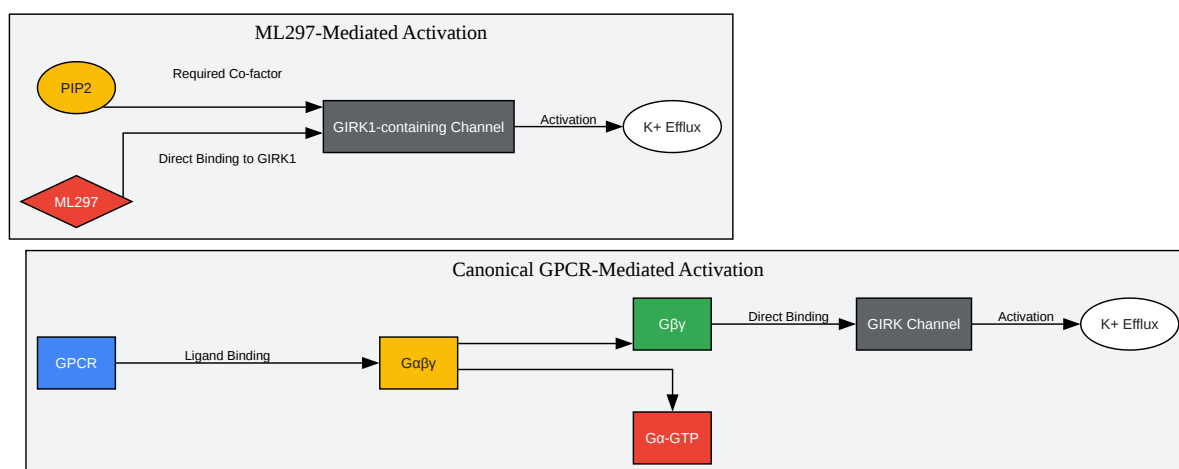 ML297-Mediated Activation
PIP2
Required Co-factor
GIRK1-containing Channel
Activation
K+ Efflux
Direct Binding to GIRK1
ML297
Canonical GPCR-Mediated Activation
GPCR
Ligand Binding
Gαβγ
Gβγ
Direct Binding
GIRK Channel
Activation
K+ Efflux
Gα-GTP